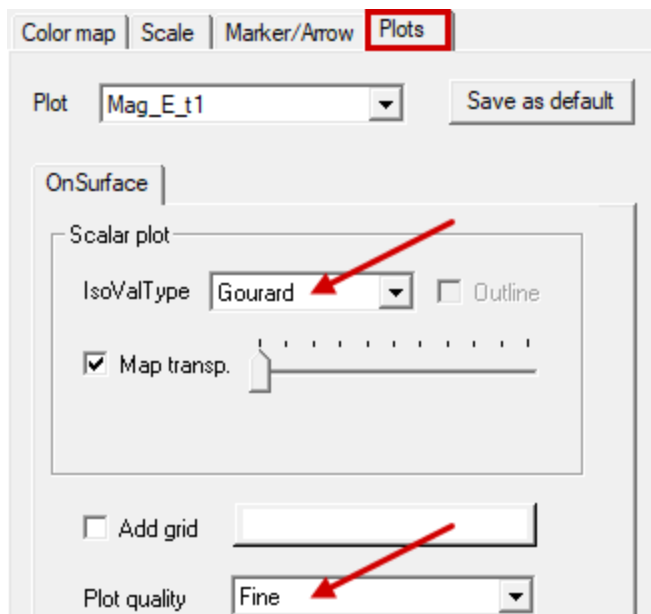 Color map Scale Marker/Arrow Plots
Plot Mag_E_t1 Save as default
OnSurface
Scalar plot
IsoValType Gourard Outline
Map transp.
Add grid
Plot quality Fine